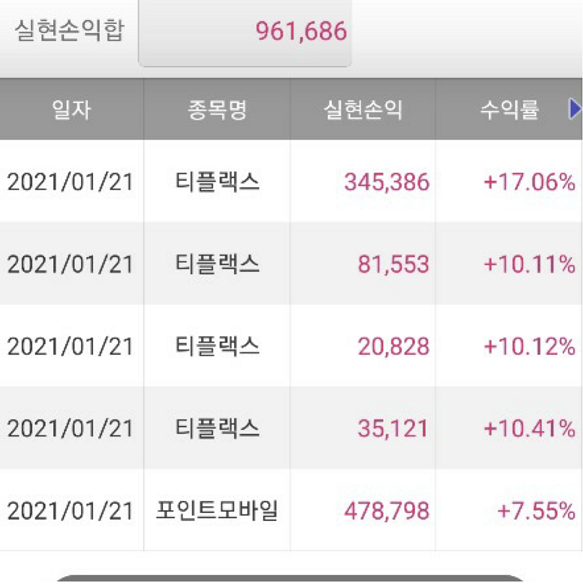 실현손익합 961,686
일자 종목명 실현손익 수익률
2021/01/21 티플랙스 345,386 +17.06%
2021/01/21 티플랙스 81,553 +10.11%
2021/01/21 티플랙스 20,828 +10.12%
2021/01/21 티플랙스 35,121 +10.41%
2021/01/21 포인트모바일 478,798 +7.55%